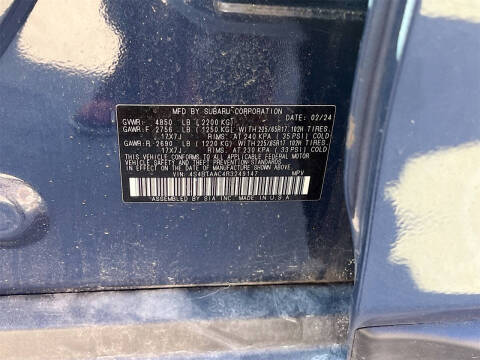 MFD BY SUBARU CORPORATION
GVWR: 4850 LB (2200 KG) 02/24
GAWR:F 2756 LB (1250 KG) WITH 225/65R17 102H TIRES,
17X7J RIMS, AT 240 KPA (35 PSI) COLD
GAWR:R 2690 LB (1220 KG) WITH 225/65R17 102H TIRES,
17X7J RIMS, AT 230 KPA (33 PSI) COLD
THIS VEHICLE CONFORMS TO ALL APPLICABLE FEDERAL MOTOR
VEHICLE SAFETY, BUMPER AND THEFT PREVENTION STANDARDS
IN EFFECT ON THE DATE OF MANUFACTURE SHOWN ABOVE.
VIN: 4S4BTAAC4R3249147 MPV
ASSEMBLED BY SIA INC. MADE IN U.S.A